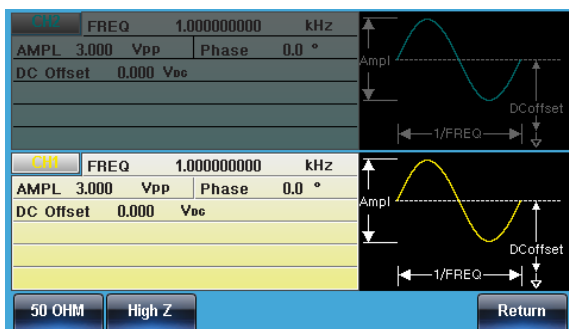 CH2 FREQ 1.000000000 kHz
AMPL 3.000 Vpp Phase 0.0 °
DC Offset 0.000 VDC
Ampl
DCoffset
1/FREQ
CH1 FREQ 1.000000000 kHz
AMPL 3.000 Vpp Phase 0.0 °
DC Offset 0.000 VDC
Ampl
DCoffset
1/FREQ
50 OHM High Z Return